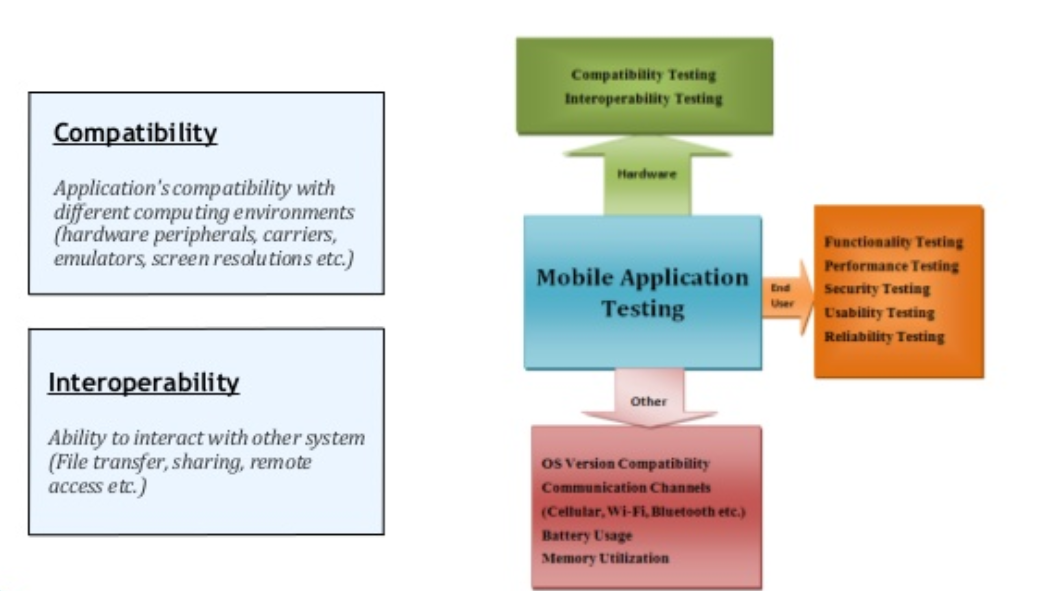 Compatibility
Application's compatibility with
different computing environments
(hardware peripherals, carriers,
emulators, screen resolutions etc.)
Interoperability
Ability to interact with other system
(File transfer, sharing, remote
access etc.)
Compatibility Testing
Interoperability Testing
Hardware
Mobile Application
Testing
End
User
Functionality Testing
Performance Testing
Security Testing
Usability Testing
Reliability Testing
Other
OS Version Compatibility
Communication Channels
(Cellular, Wi-Fi, Bluetooth etc.)
Battery Usage
Memory Utilization